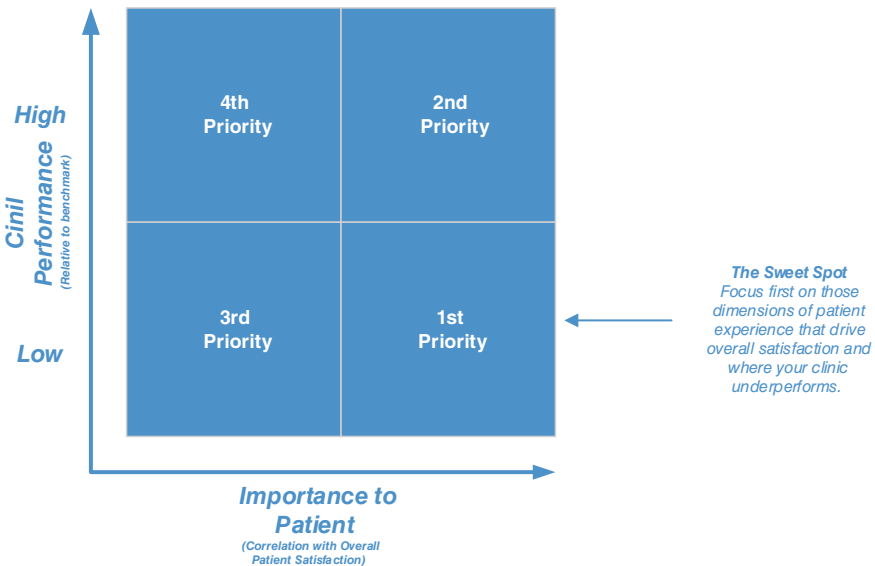 High
Cinil
Performance
(Relative to benchmark)
Low
4th
Priority
2nd
Priority
3rd
Priority
1st
Priority
The Sweet Spot
Focus first on those
dimensions of patient
experience that drive
overall satisfaction and
where your clinic
underperforms.
Importance to
Patient
(Correlation with Overall
Patient Satisfaction)